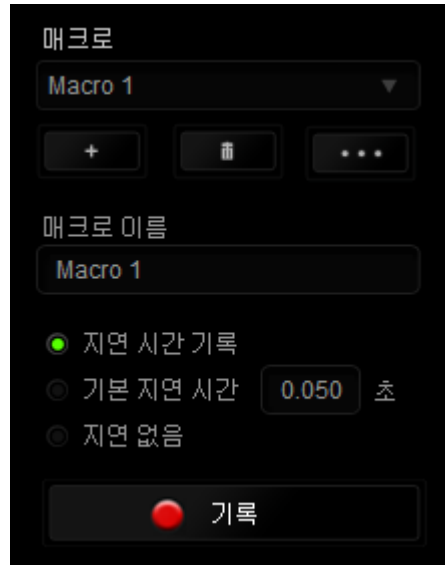 매크로
Macro 1
매크로 이름
Macro 1
지연 시간 기록
기본 지연 시간 0.050 초
지연 없음
기록